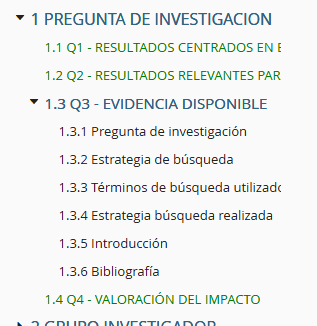 1 PREGUNTA DE INVESTIGACION
1.1 Q1 - RESULTADOS CENTRADOS EN
1.2 Q2 - RESULTADOS RELEVANTES PAR
1.3 Q3 - EVIDENCIA DISPONIBLE
1.3.1 Pregunta de investigación
1.3.2 Estrategia de búsqueda
1.3.3 Términos de búsqueda utilizado
1.3.4 Estrategia búsqueda realizada
1.3.5 Introducción
1.3.6 Bibliografía
1.4 Q4 - VALORACIÓN DEL IMPACTO
2 GRUPO INVESTIGADOR